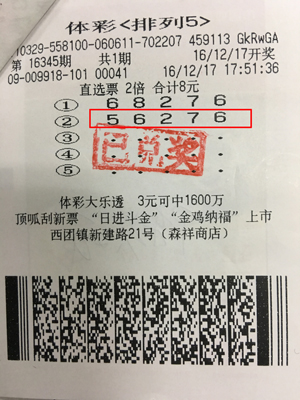 体彩<排列5>
10329-558100-060611-702207 459113 GkRwGA
第 16345期 共1期 16/12/17开奖
09-009918-101 00041 16/12/17 17:51:36
直选票 2倍 合计8元
① 6 8 2 7 6
② 5 6 2 7 6
③ - - - - -
④ - - - - -
⑤ - - - - -
已兑奖
体彩大乐透 3元可中1600万
顶呱刮新票 “日进斗金” “金鸡纳福” 上市
西团镇新建路21号(森祥商店)